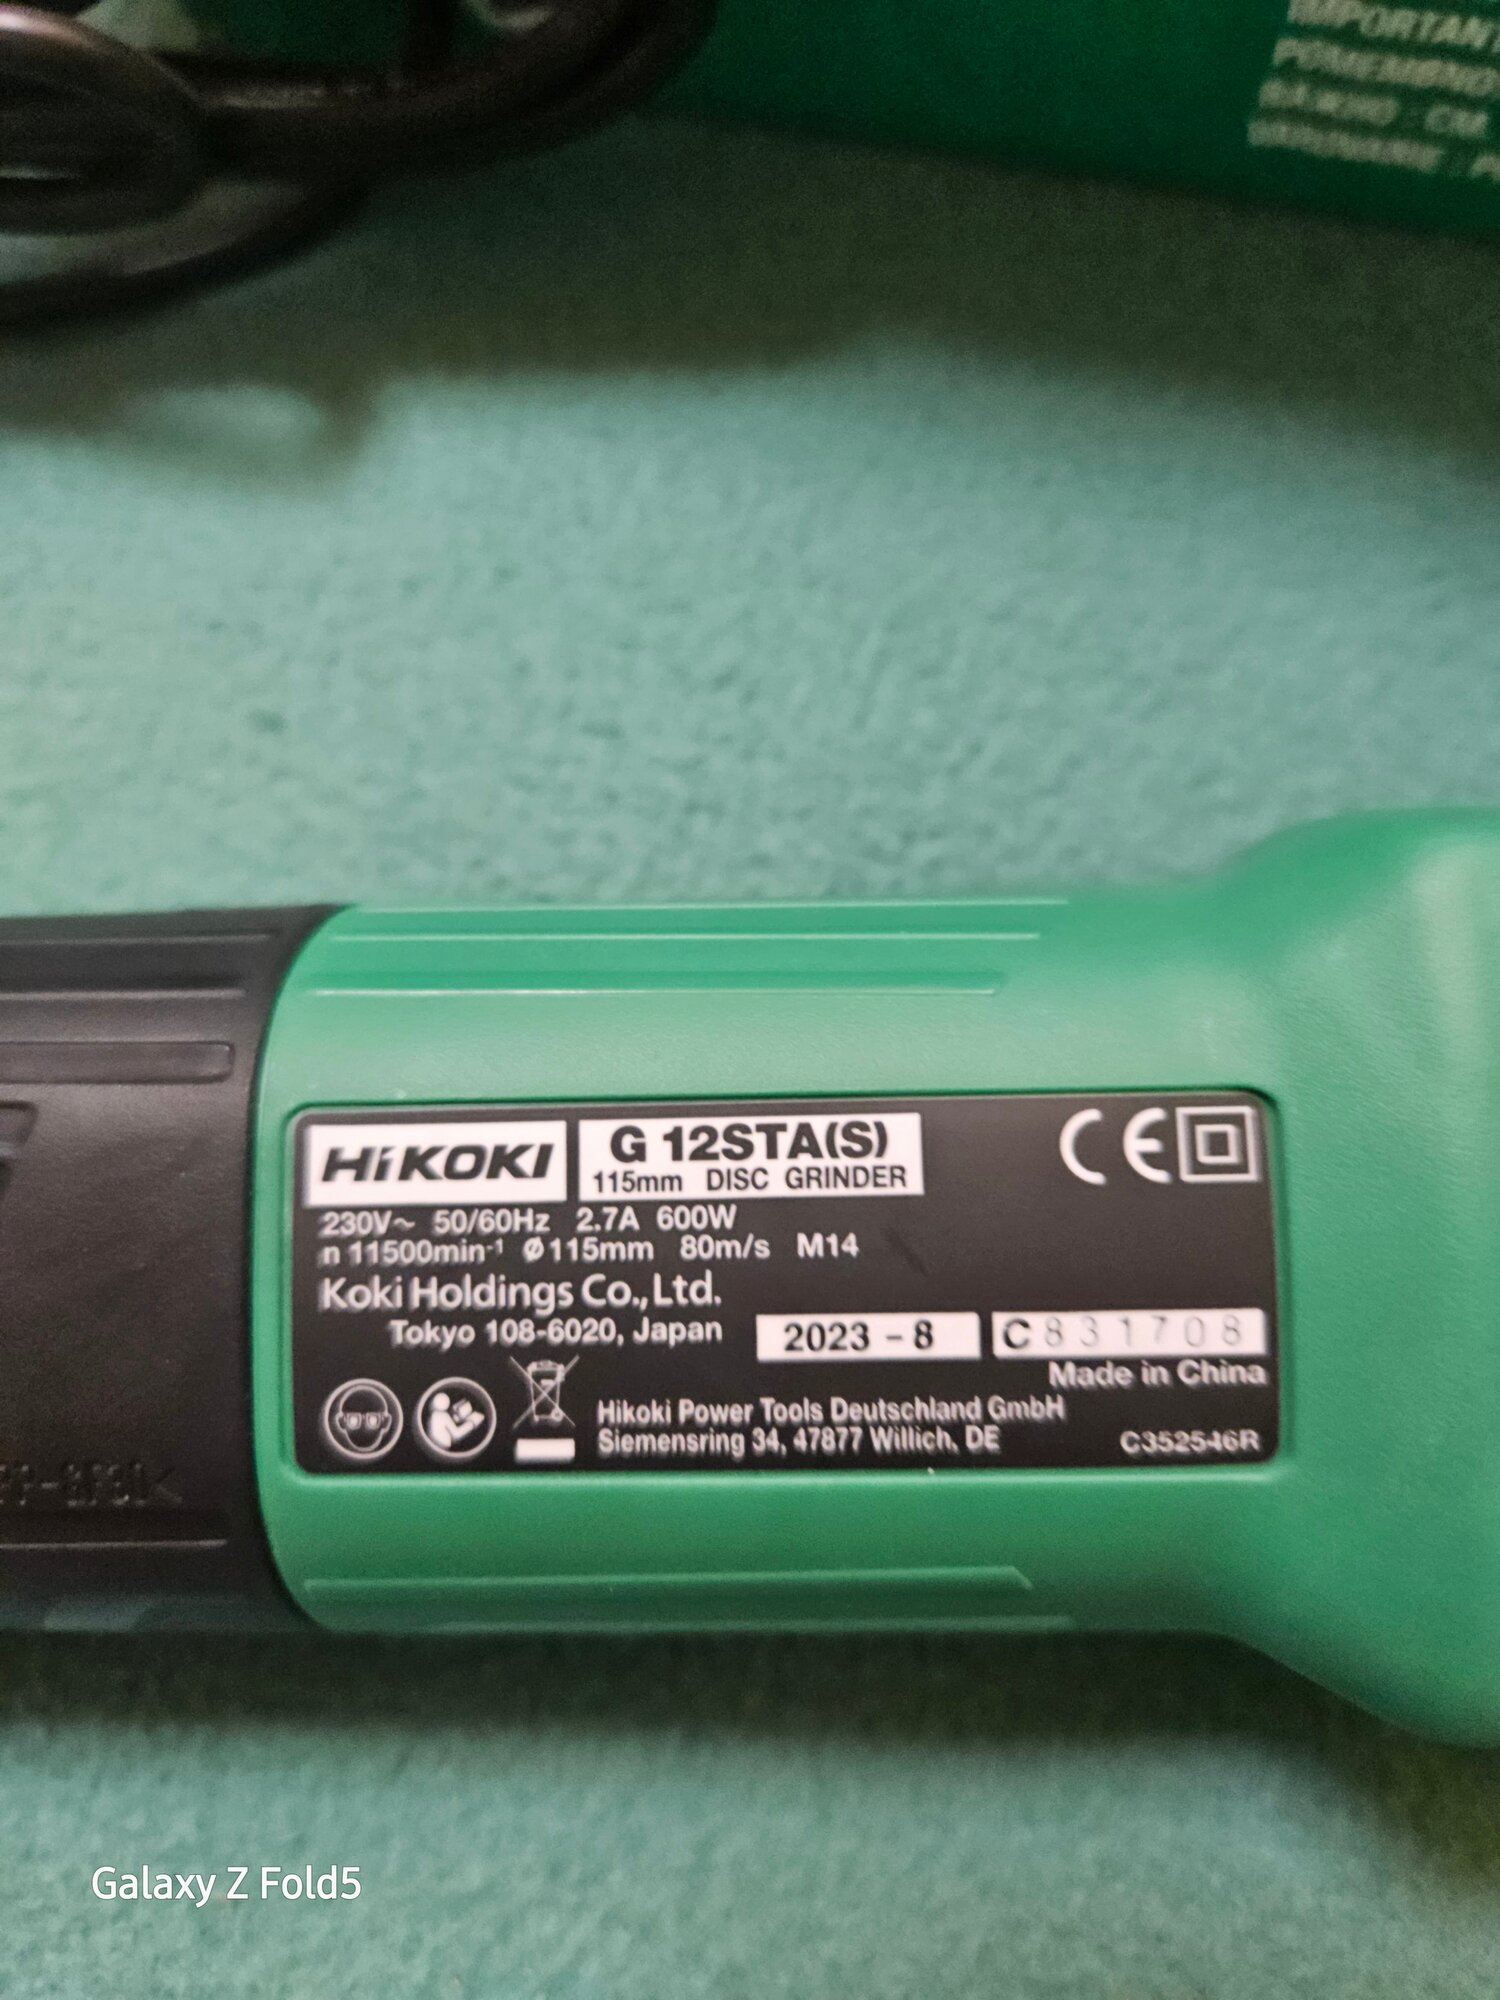 IMPORTANT
HiKOKI
G 12STA(S)
115mm DISC GRINDER
CE
230V~ 50/60Hz 2.7A 600W
n 11500min⁻¹ Ø115mm 80m/s M14
Koki Holdings Co., Ltd.
Tokyo 108-6020, Japan
2023 - 8
C831708
Made in China
Hikoki Power Tools Deutschland GmbH
Siemensring 34, 47877 Willich, DE
C352546R
Galaxy Z Fold5